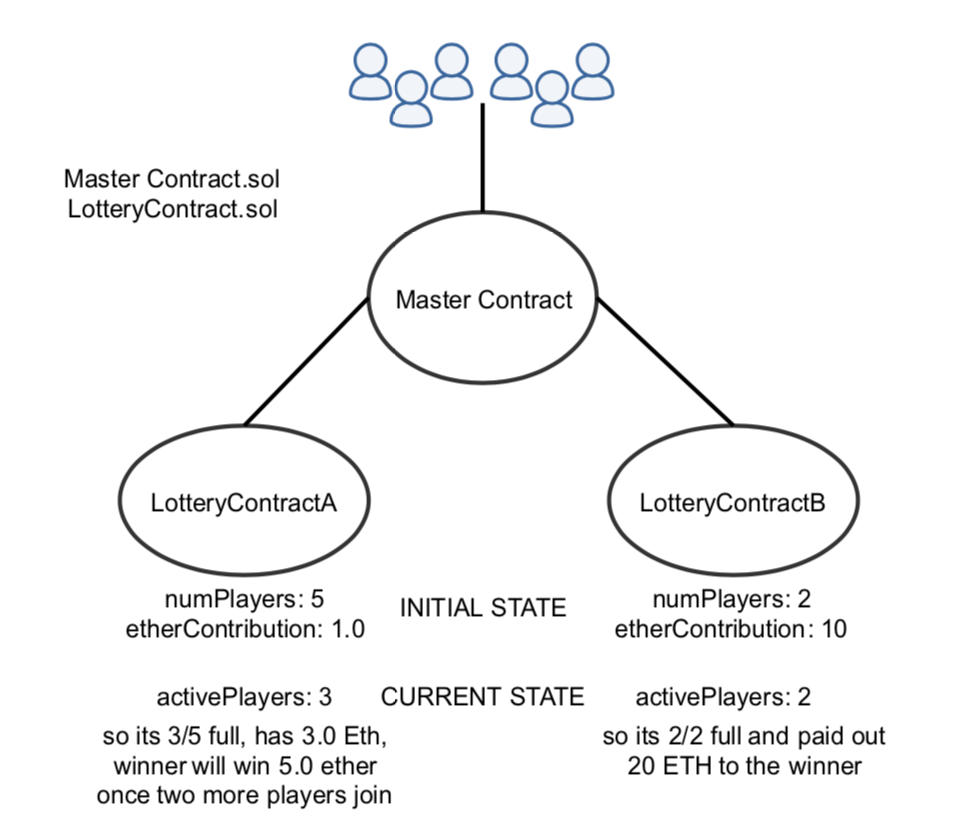 Master Contract.sol
LotteryContract.sol
Master Contract
LotteryContractA
LotteryContractB
numPlayers: 5
etherContribution: 1.0
INITIAL STATE
numPlayers: 2
etherContribution: 10
activePlayers: 3
CURRENT STATE
activePlayers: 2
so its 3/5 full, has 3.0 Eth,
winner will win 5.0 ether
once two more players join
so its 2/2 full and paid out
20 ETH to the winner